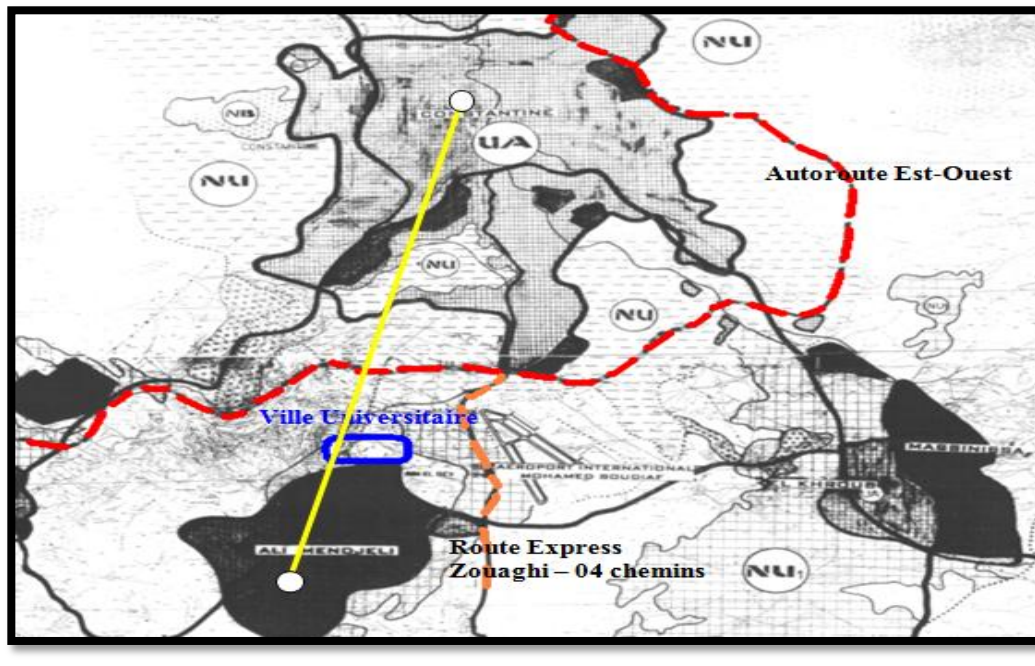 NU
NB
CONSTANTINE
UA
NU
Autoroute Est-Ouest
NU
NU
Ville Universitaire
MASSINISSA
AEROPORT INTERNATIONAL
MOHAMED BOUDIAF
KHROUB
ALI MENDJELI
Route Express
Zouaghi – 04 chemins
NU